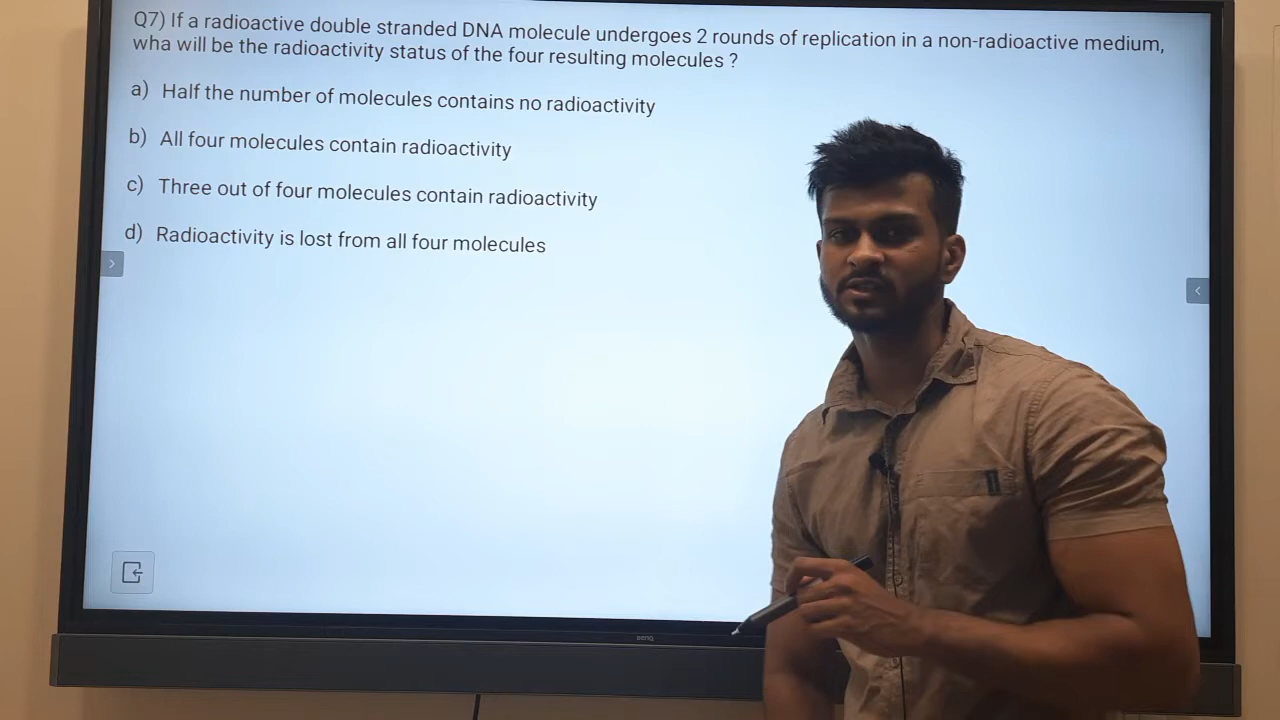 Q7) If a radioactive double stranded DNA molecule undergoes 2 rounds of replication in a non-radioactive medium,
wha will be the radioactivity status of the four resulting molecules ?
a) Half the number of molecules contains no radioactivity
b) All four molecules contain radioactivity
c) Three out of four molecules contain radioactivity
d) Radioactivity is lost from all four molecules
BenQ